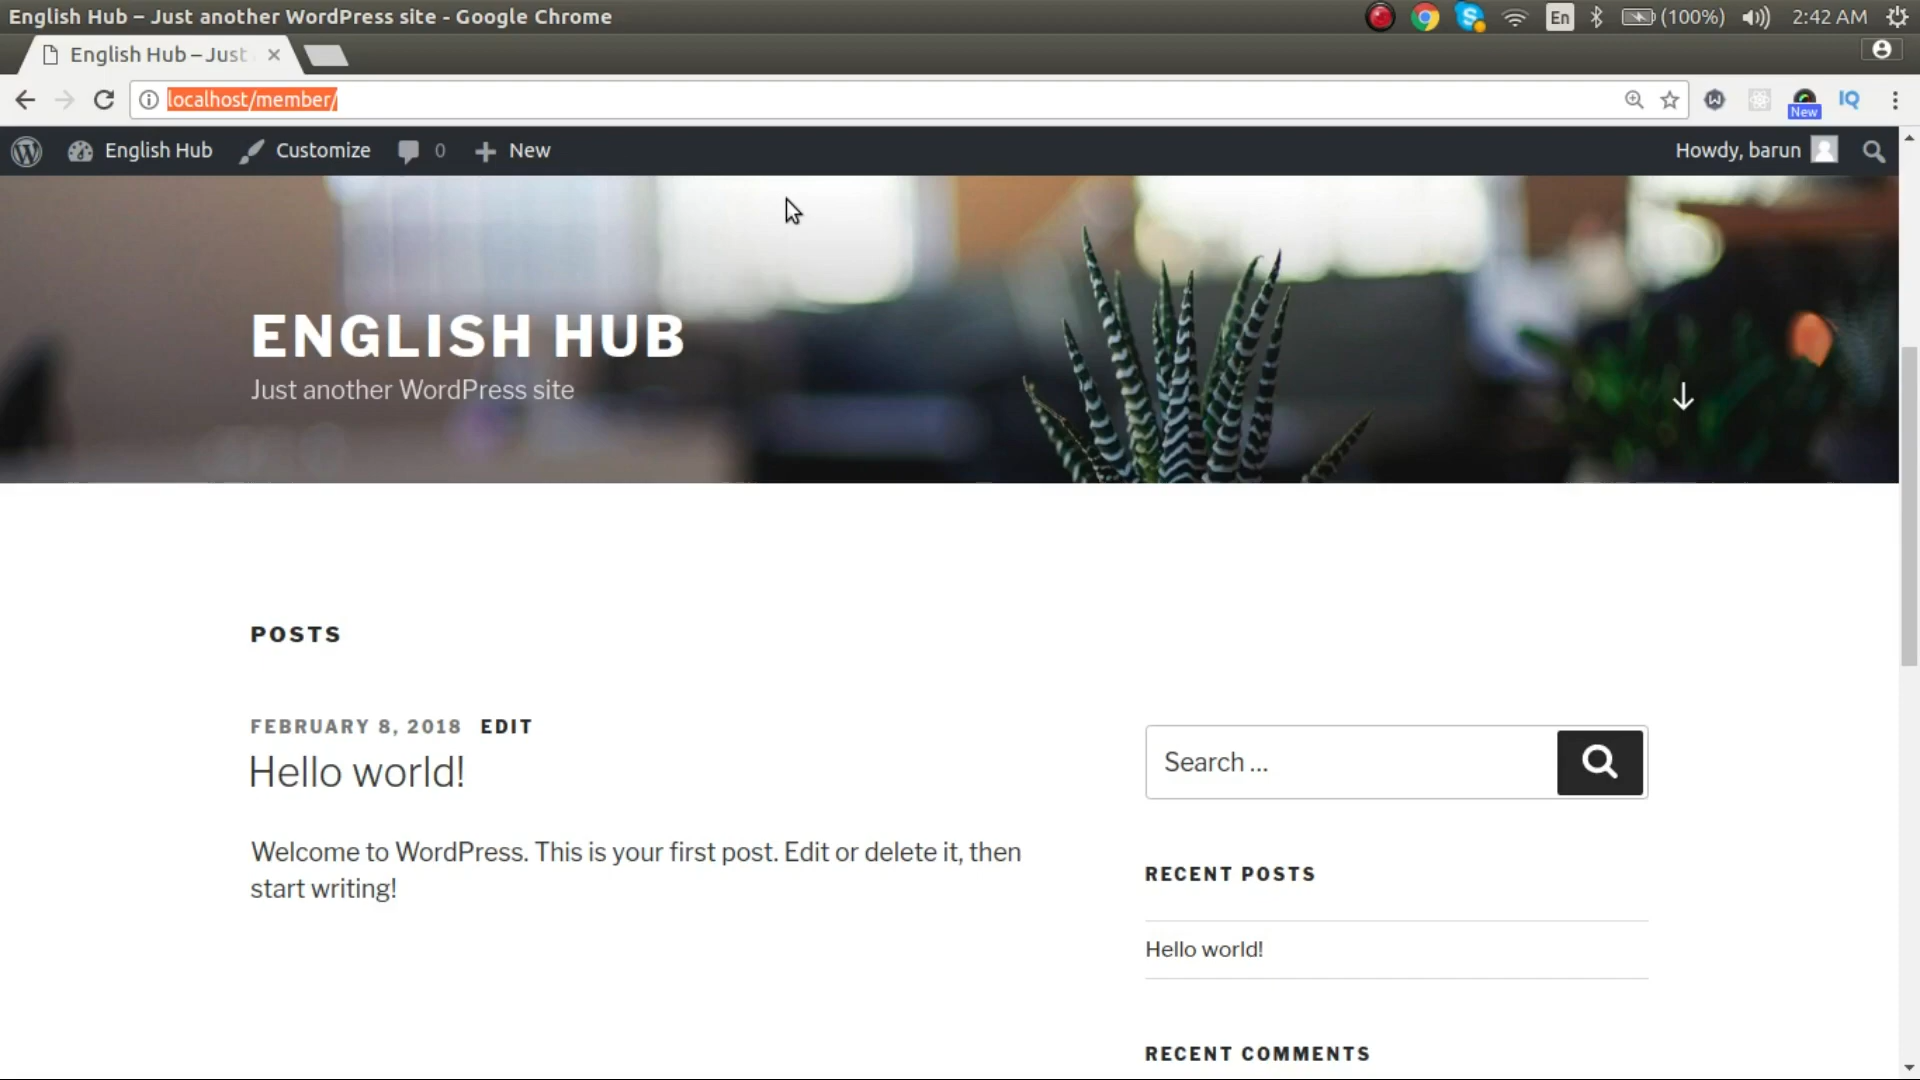 English Hub – Just another WordPress site - Google Chrome
En
(100%)
2:42 AM
English Hub – Just
localhost/member/
New
IQ
English Hub
Customize
0
New
Howdy, barun
ENGLISH HUB
Just another WordPress site
POSTS
FEBRUARY 8, 2018 EDIT
Hello world!
Welcome to WordPress. This is your first post. Edit or delete it, then
start writing!
Search ...
RECENT POSTS
Hello world!
RECENT COMMENTS